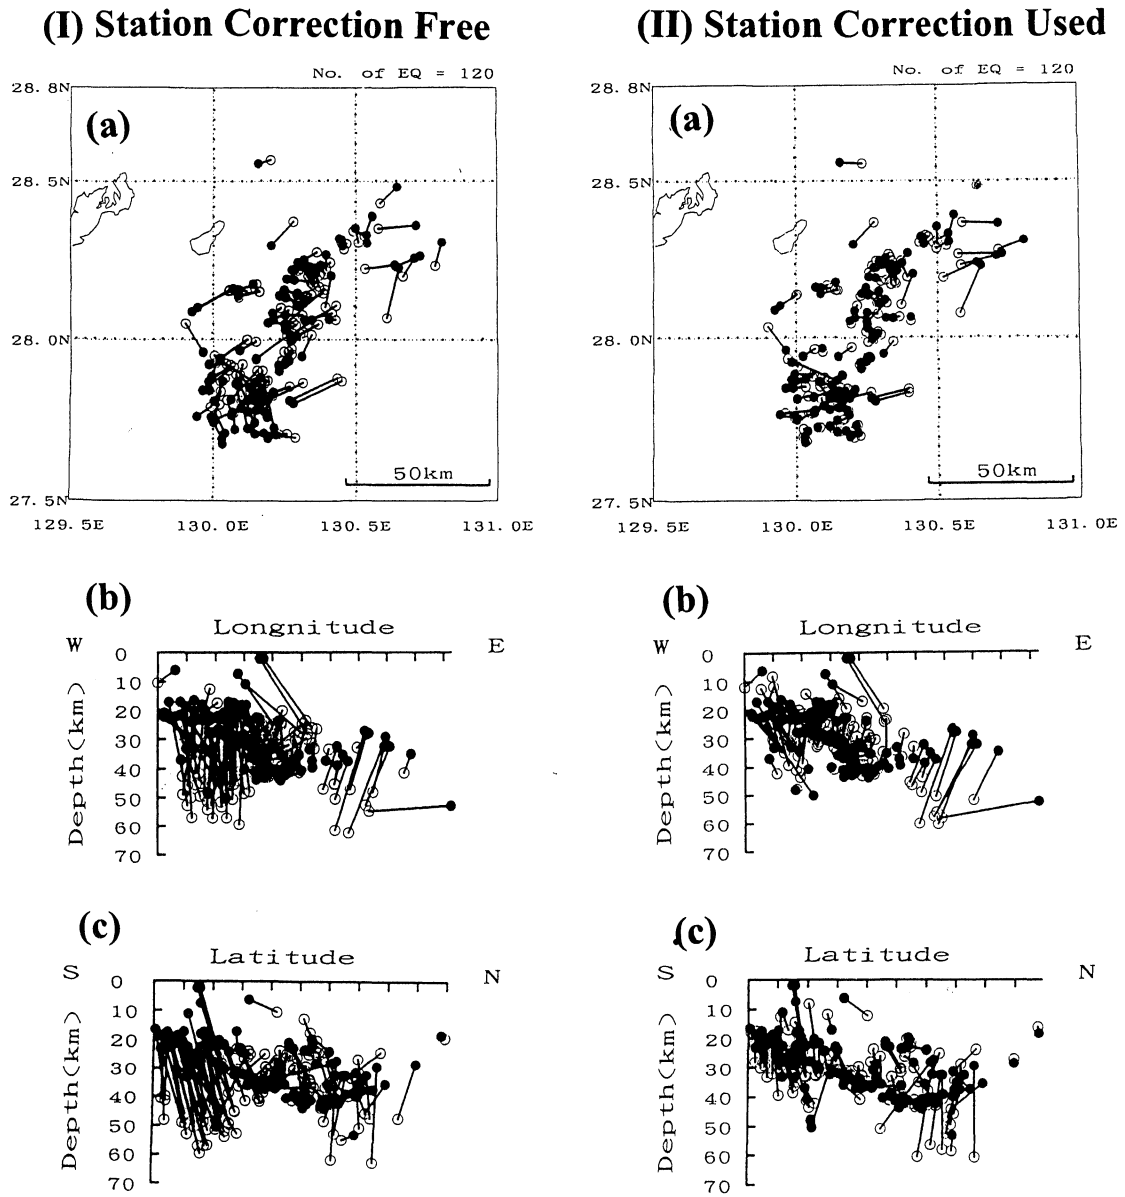 (I) Station Correction Free
(II) Station Correction Used
No. of EQ = 120
28. 8N
(a)
28. 5N
28. 0N
50km
27. 5N
129. 5E 130. 0E 130. 5E 131. 0E
No. of EQ = 120
28. 8N
(a)
28. 5N
28. 0N
50km
27. 5N
129. 5E 130. 0E 130. 5E 131. 0E
(b)
Longnitude
W E
0
10
20
30
40
50
60
70
Depth(km)
(b)
Longnitude
W E
0
10
20
30
40
50
60
70
Depth(km)
(c)
Latitude
S N
0
10
20
30
40
50
60
70
Depth(km)
(c)
Latitude
S N
0
10
20
30
40
50
60
70
Depth(km)